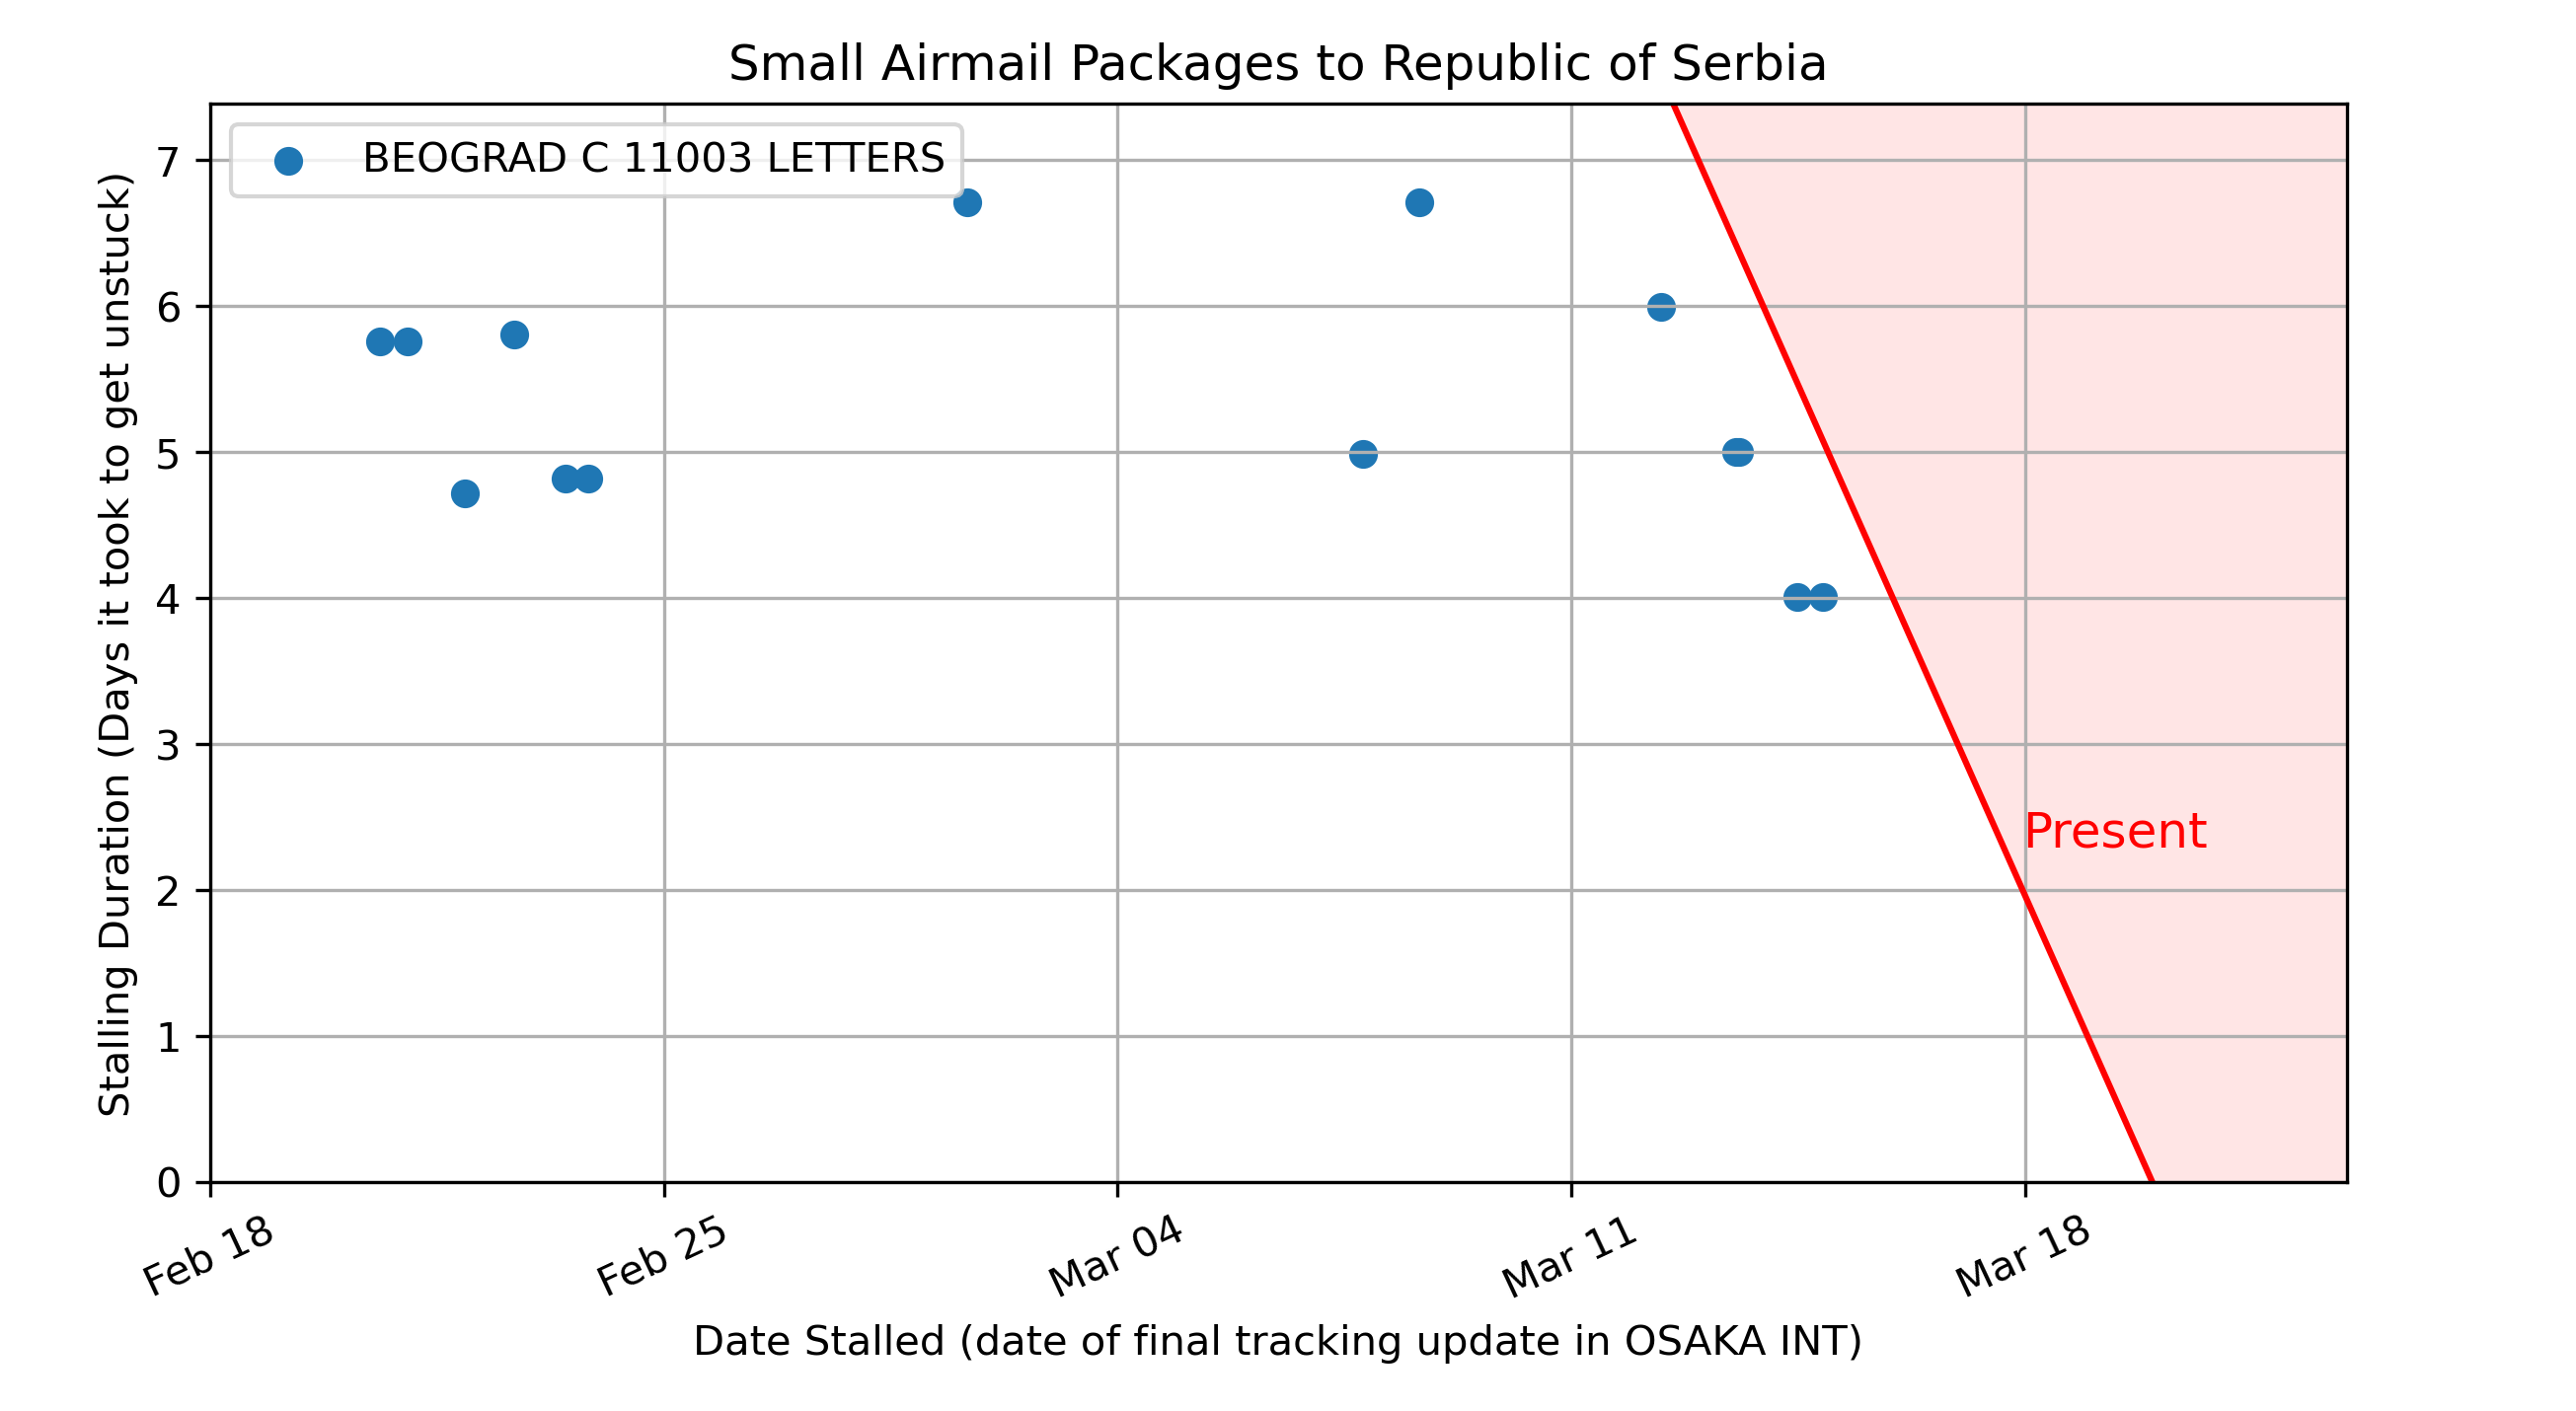 Small Airmail Packages to Republic of Serbia
BEOGRAD C 11003 LETTERS
Stalling Duration (Days it took to get unstuck)
7
6
5
4
3
2
1
0
Present
Feb 18
Feb 25
Mar 04
Mar 11
Mar 18
Date Stalled (date of final tracking update in OSAKA INT)